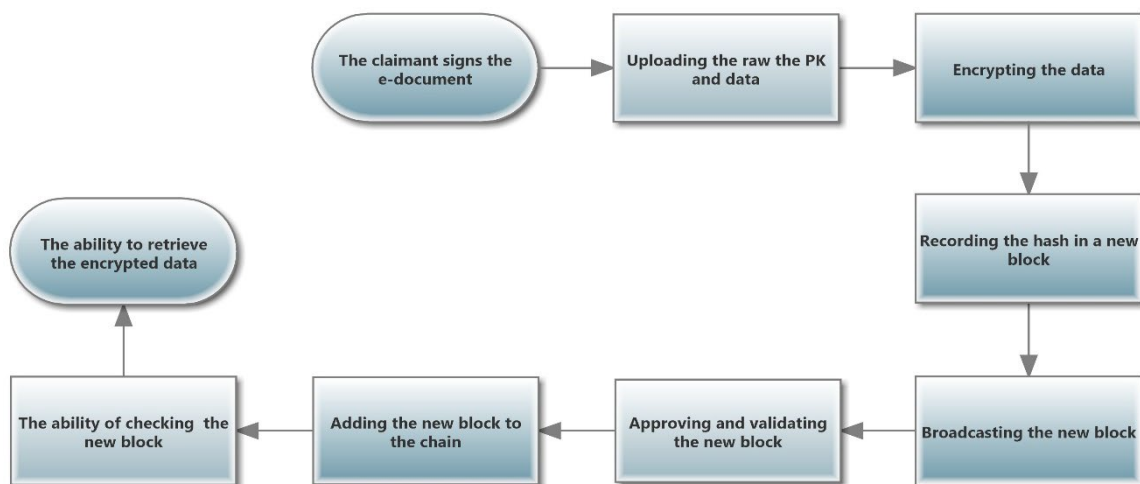 The claimant signs the
e-document
Uploading the raw the PK
and data
Encrypting the data
Recording the hash in a new
block
Broadcasting the new block
Approving and validating
the new block
Adding the new block to
the chain
The ability of checking  the
new block
The ability to retrieve
the encrypted data